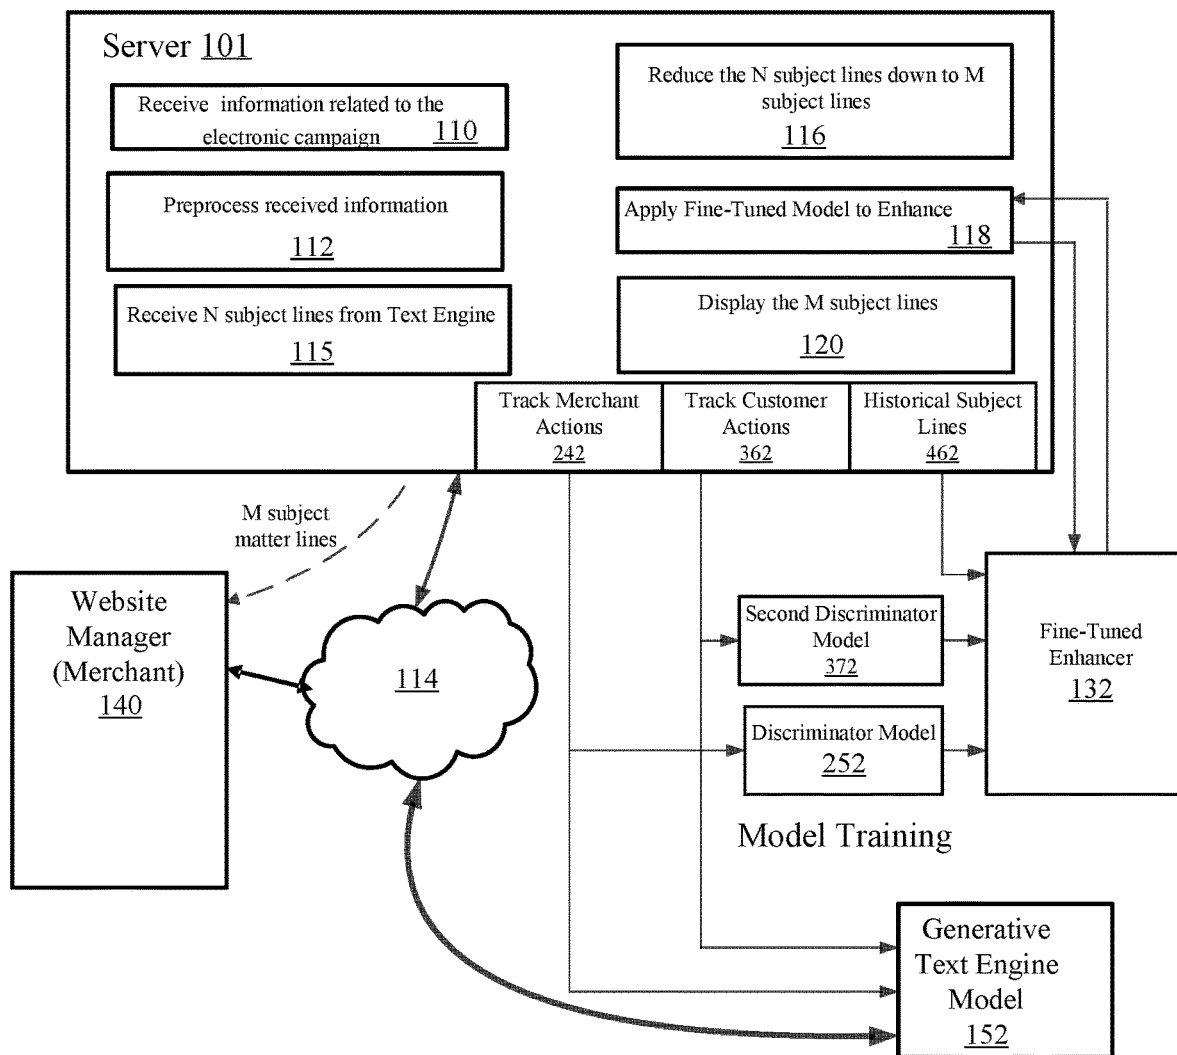 Server 101
Receive information related to the
electronic campaign 110
Preprocess received information
112
Receive N subject lines from Text Engine
115
Reduce the N subject lines down to M
subject lines
116
Apply Fine-Tuned Model to Enhance
118
Display the M subject lines
120
Track Merchant
Actions
242
Track Customer
Actions
362
Historical Subject
Lines
462
M subject
matter lines
Website
Manager
(Merchant)
140
114
Second Discriminator
Model
372
Discriminator Model
252
Fine-Tuned
Enhancer
132
Model Training
Generative
Text Engine
Model
152